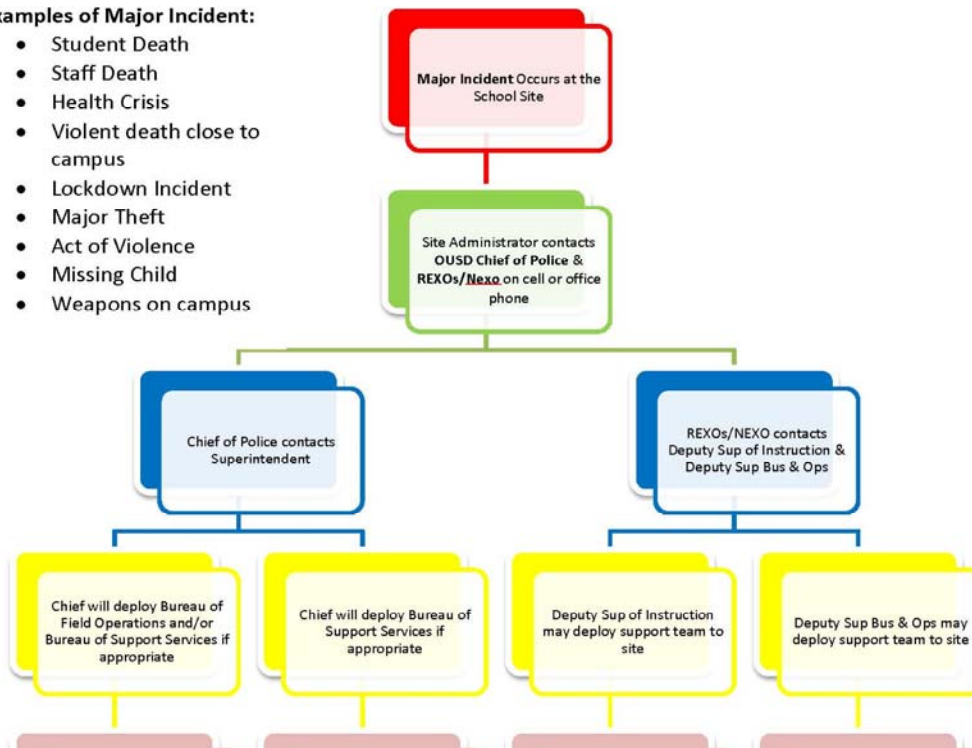 xamples of Major Incident:
• Student Death
• Staff Death
• Health Crisis
• Violent death close to
campus
• Lockdown Incident
• Major Theft
• Act of Violence
• Missing Child
• Weapons on campus
Major Incident Occurs at the
School Site
Site Administrator contacts
OUSD Chief of Police &
REXOs/Nexo on cell or office
phone
Chief of Police contacts
Superintendent
REXOs/NEXO contacts
Deputy Sup of Instruction &
Deputy Sup Bus & Ops
Chief will deploy Bureau of
Field Operations and/or
Bureau of Support Services if
appropriate
Chief will deploy Bureau of
Support Services if
appropriate
Deputy Sup of Instruction
may deploy support team to
site
Deputy Sup Bus & Ops may
deploy support team to site